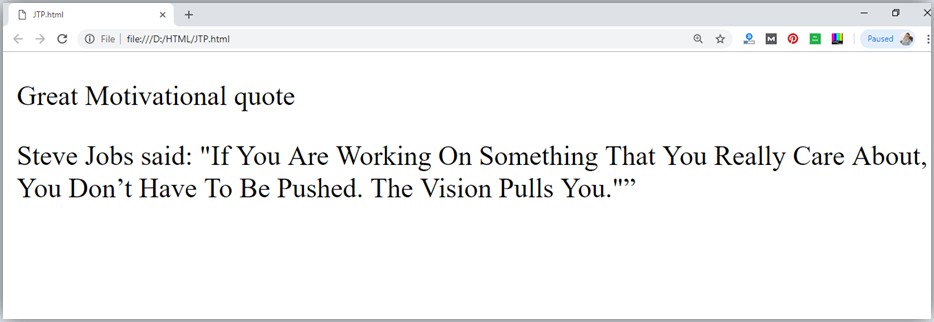 JTP.html
File | file:///D:/HTML/JTP.html
Paused
Great Motivational quote
Steve Jobs said: "If You Are Working On Something That You Really Care About,
You Don’t Have To Be Pushed. The Vision Pulls You."”